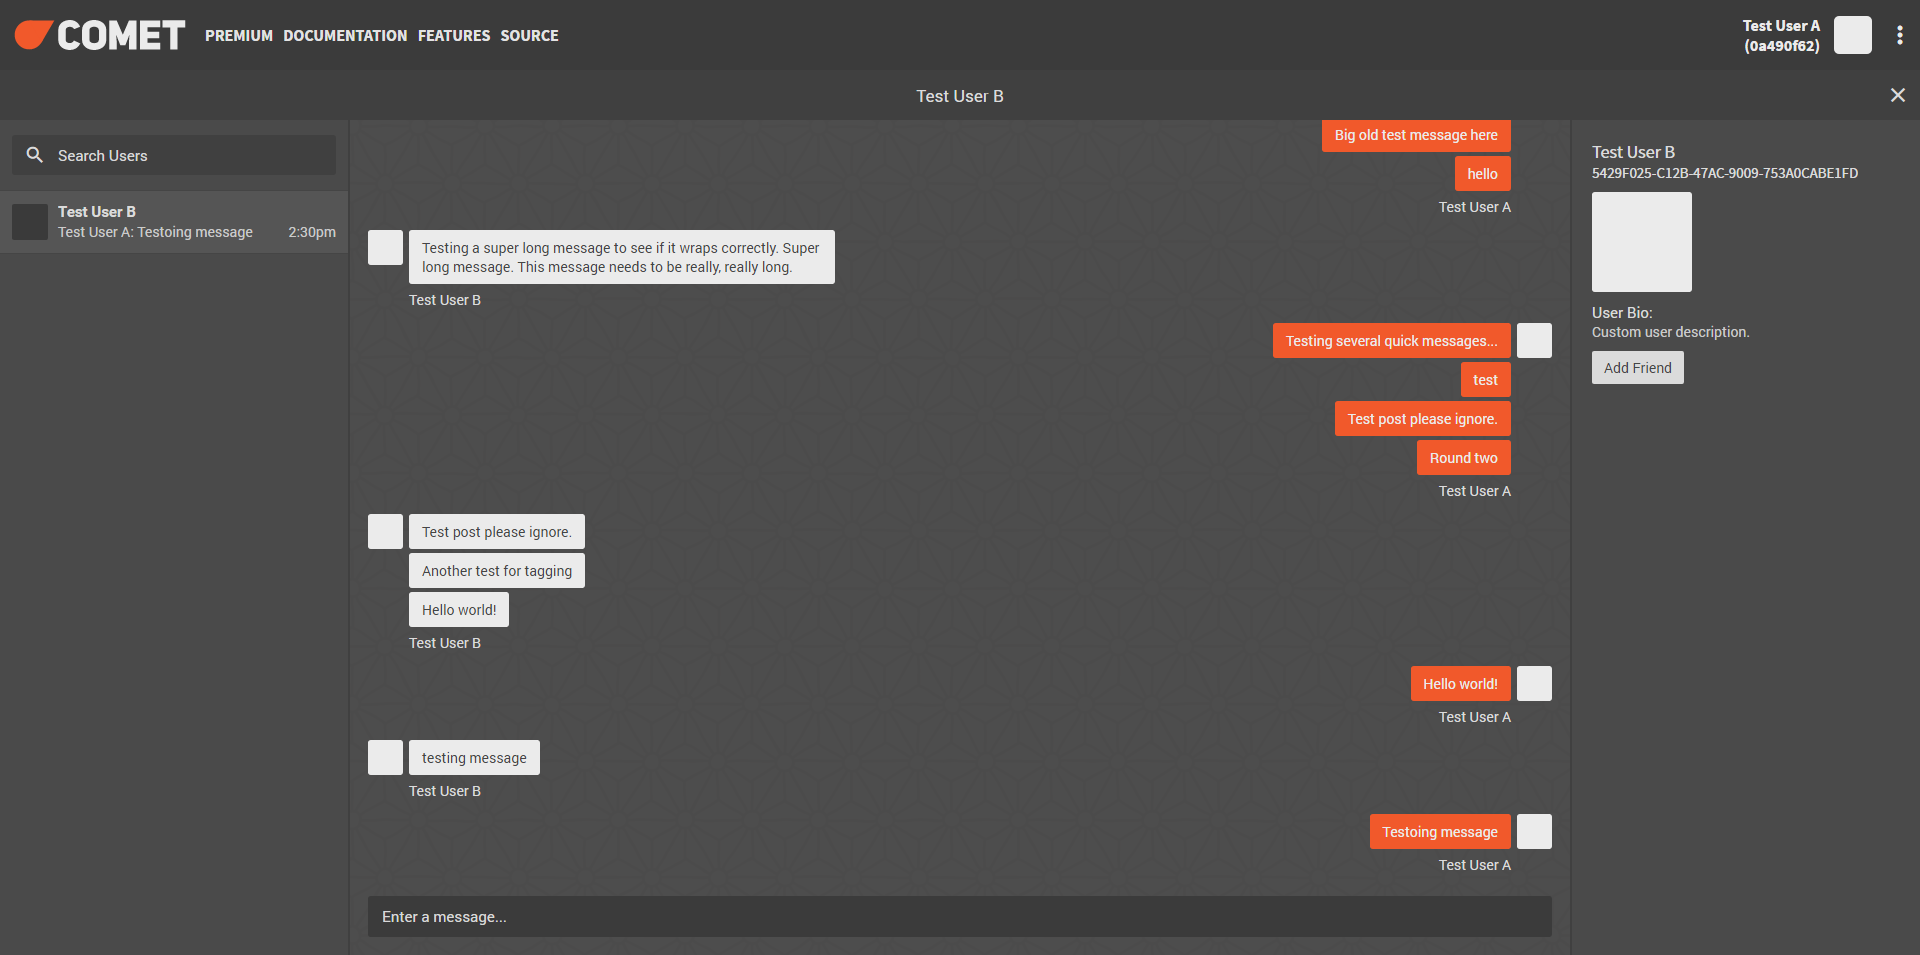 COMET PREMIUM DOCUMENTATION FEATURES SOURCE
Test User A
(0a490f62)
Test User B
Search Users
Test User B
Test User A: Testoing message 2:30pm
Big old test message here
hello
Test User A
Testing a super long message to see if it wraps correctly. Super
long message. This message needs to be really, really long.
Test User B
Testing several quick messages...
test
Test post please ignore.
Round two
Test User A
Test post please ignore.
Another test for tagging
Hello world!
Test User B
Hello world!
Test User A
testing message
Test User B
Testoing message
Test User A
Enter a message...
Test User B
5429F025-C12B-47AC-9009-753A0CABE1FD
User Bio:
Custom user description.
Add Friend